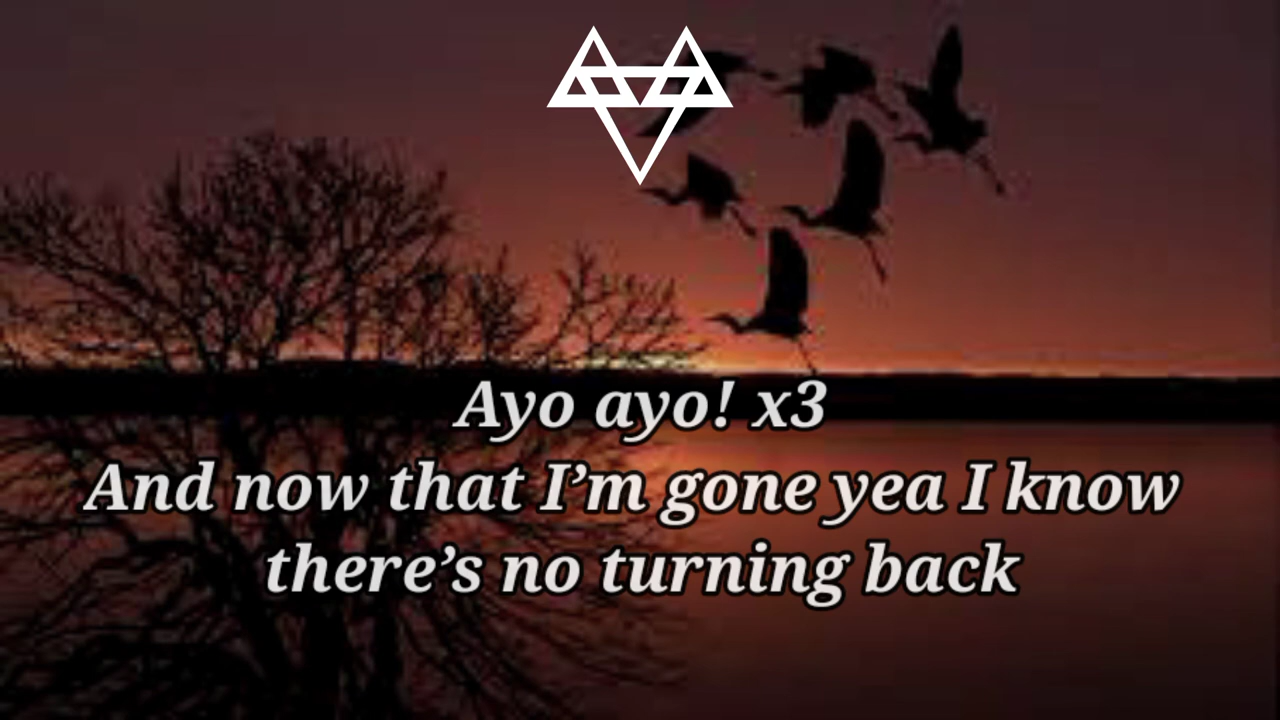 Ayo ayo! x3
And now that I’m gone yea I know
there’s no turning back